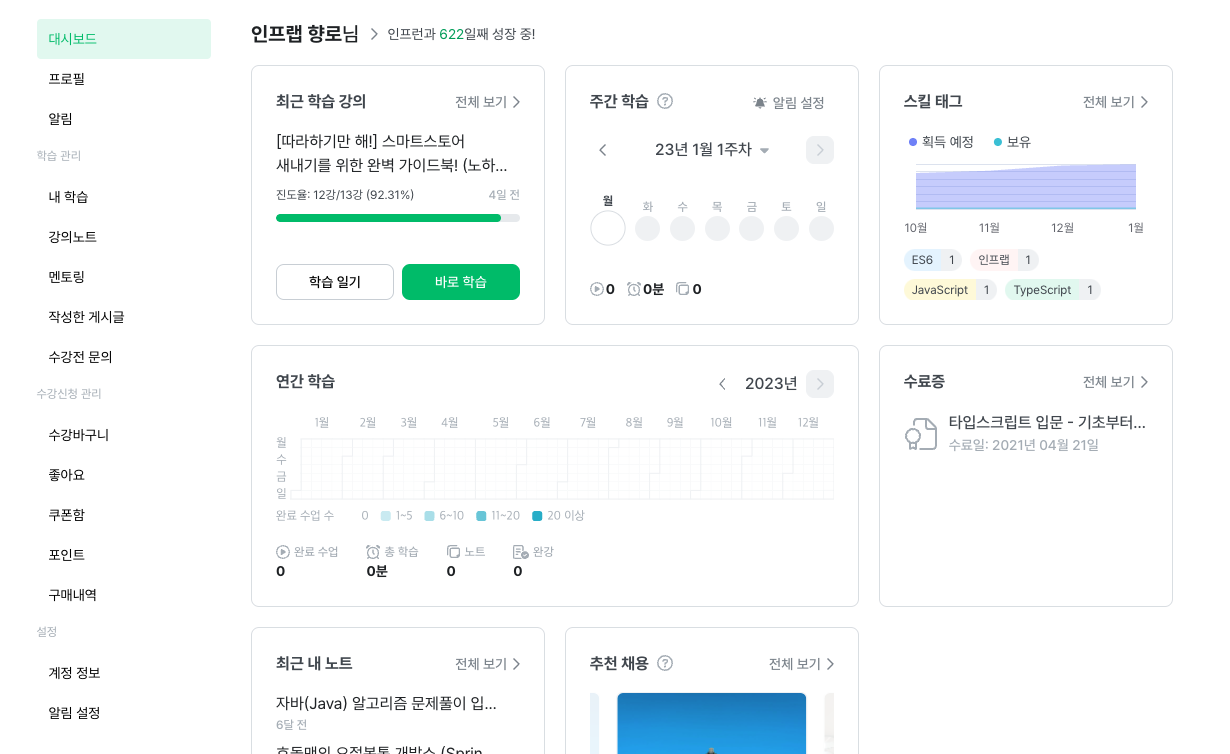 대시보드
프로필
알림
학습 관리
내 학습
강의노트
멘토링
작성한 게시글
수강전 문의
수강신청 관리
수강바구니
좋아요
쿠폰함
포인트
구매내역
설정
계정 정보
알림 설정
인프랩 향로님 인프런과 622일째 성장 중!
최근 학습 강의 전체 보기
[따라하기만 해!] 스마트스토어
새내기를 위한 완벽 가이드북! (노하...
진도율: 12강/13강 (92.31%) 4일 전
학습 일기 바로 학습
주간 학습 ? 알림 설정
23년 1월 1주차
월 화 수 목 금 토 일
0 0분 0
스킬 태그 전체 보기
획득 예정 보유
10월 11월 12월 1월
ES6 1 인프랩 1
JavaScript 1 TypeScript 1
연간 학습 2023년
1월 2월 3월 4월 5월 6월 7월 8월 9월 10월 11월 12월
월
수
금
일
완료 수업 수 0 1~5 6~10 11~20 20 이상
완료 수업 총 학습 노트 완강
0 0분 0 0
수료증 전체 보기
타입스크립트 입문 - 기초부터...
수료일: 2021년 04월 21일
최근 내 노트 전체 보기
자바(Java) 알고리즘 문제풀이 입...
6달 전
추천 채용 ? 전체 보기